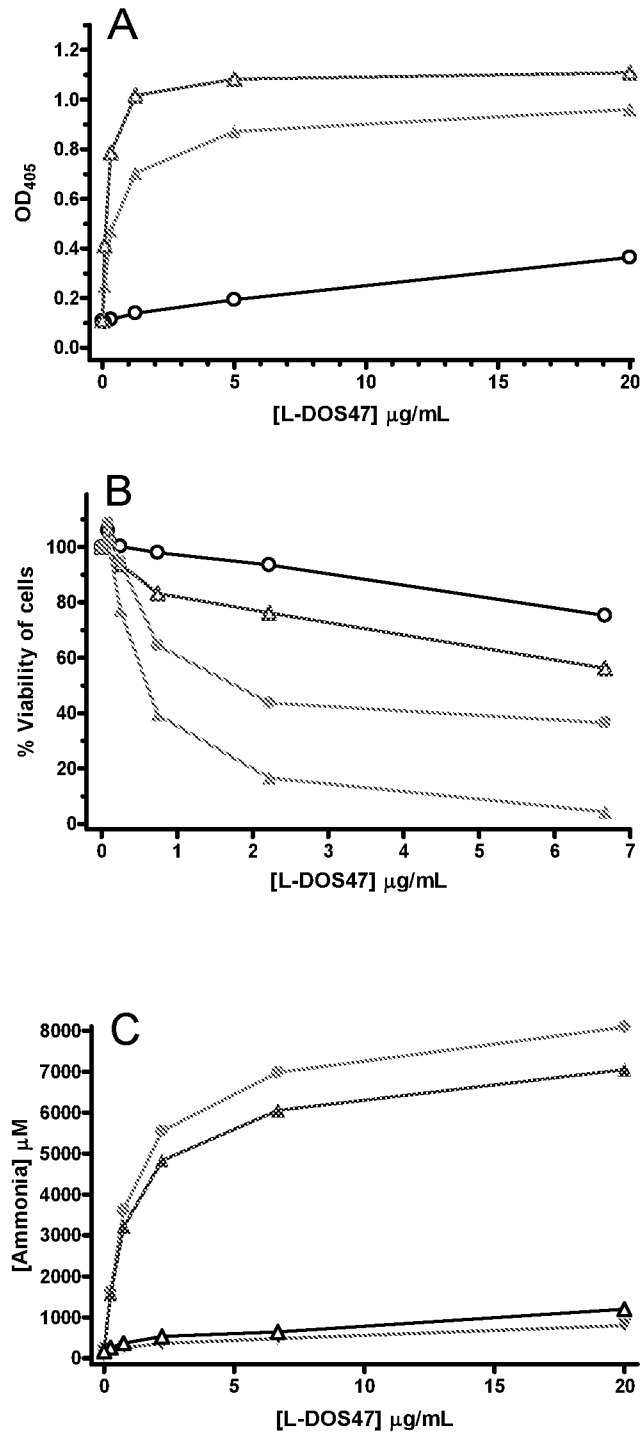 A
1.2
1.0
0.8
0.6
0.4
0.2
0.0
OD405
0 5 10 15 20
[L-DOS47] μg/mL
B
100
80
60
40
20
0
% Viability of cells
0 1 2 3 4 5 6 7
[L-DOS47] μg/mL
C
8000
7000
6000
5000
4000
3000
2000
1000
0
[Ammonia] μM
0 5 10 15 20
[L-DOS47] μg/mL